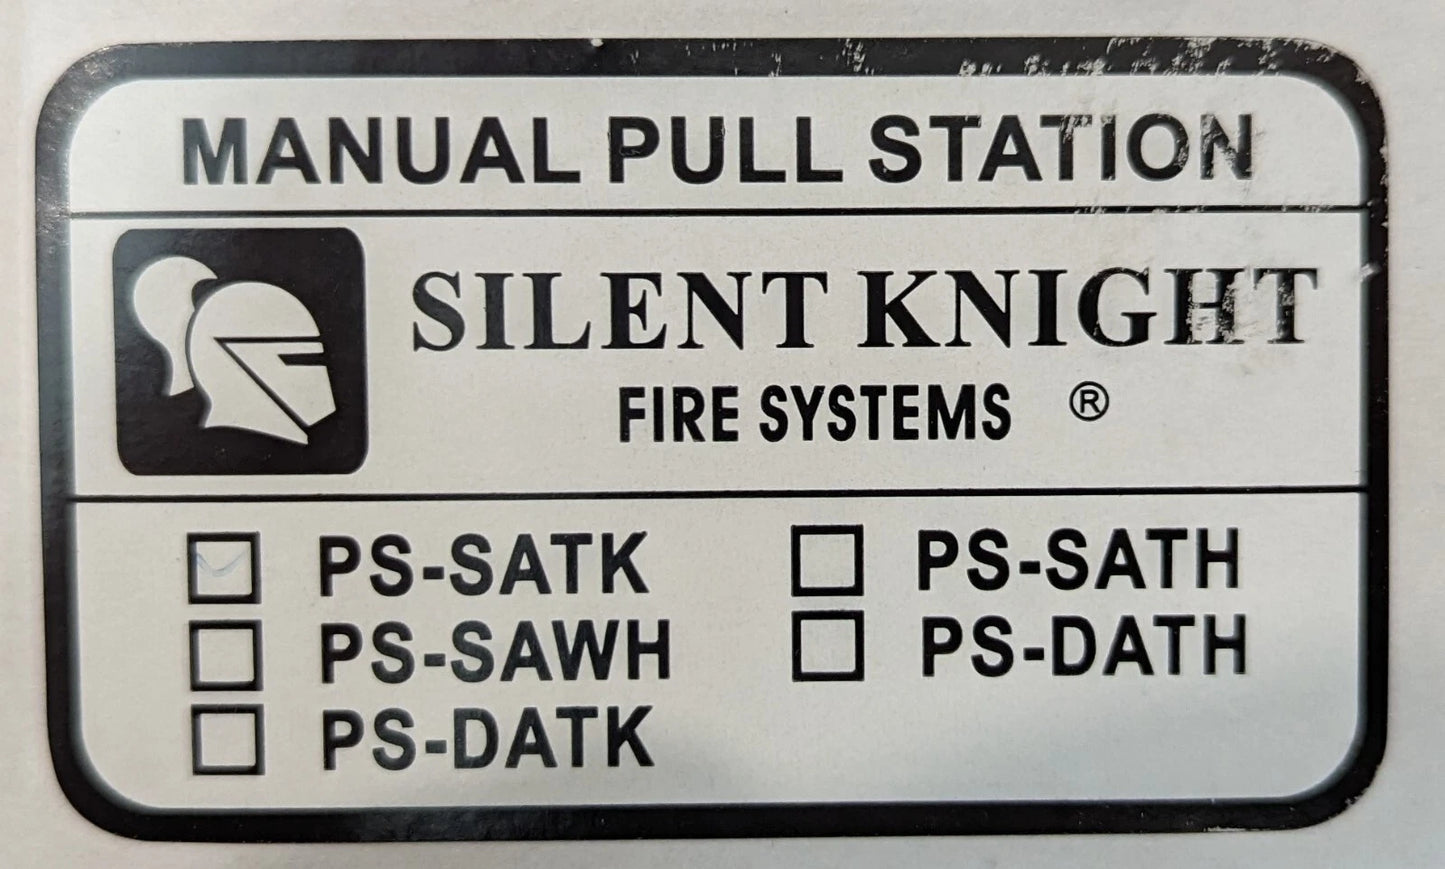 MANUAL PULL STATION
SILENT KNIGHT
FIRE SYSTEMS ®
PS-SATK PS-SATH
PS-SAWH PS-DATH
PS-DATK